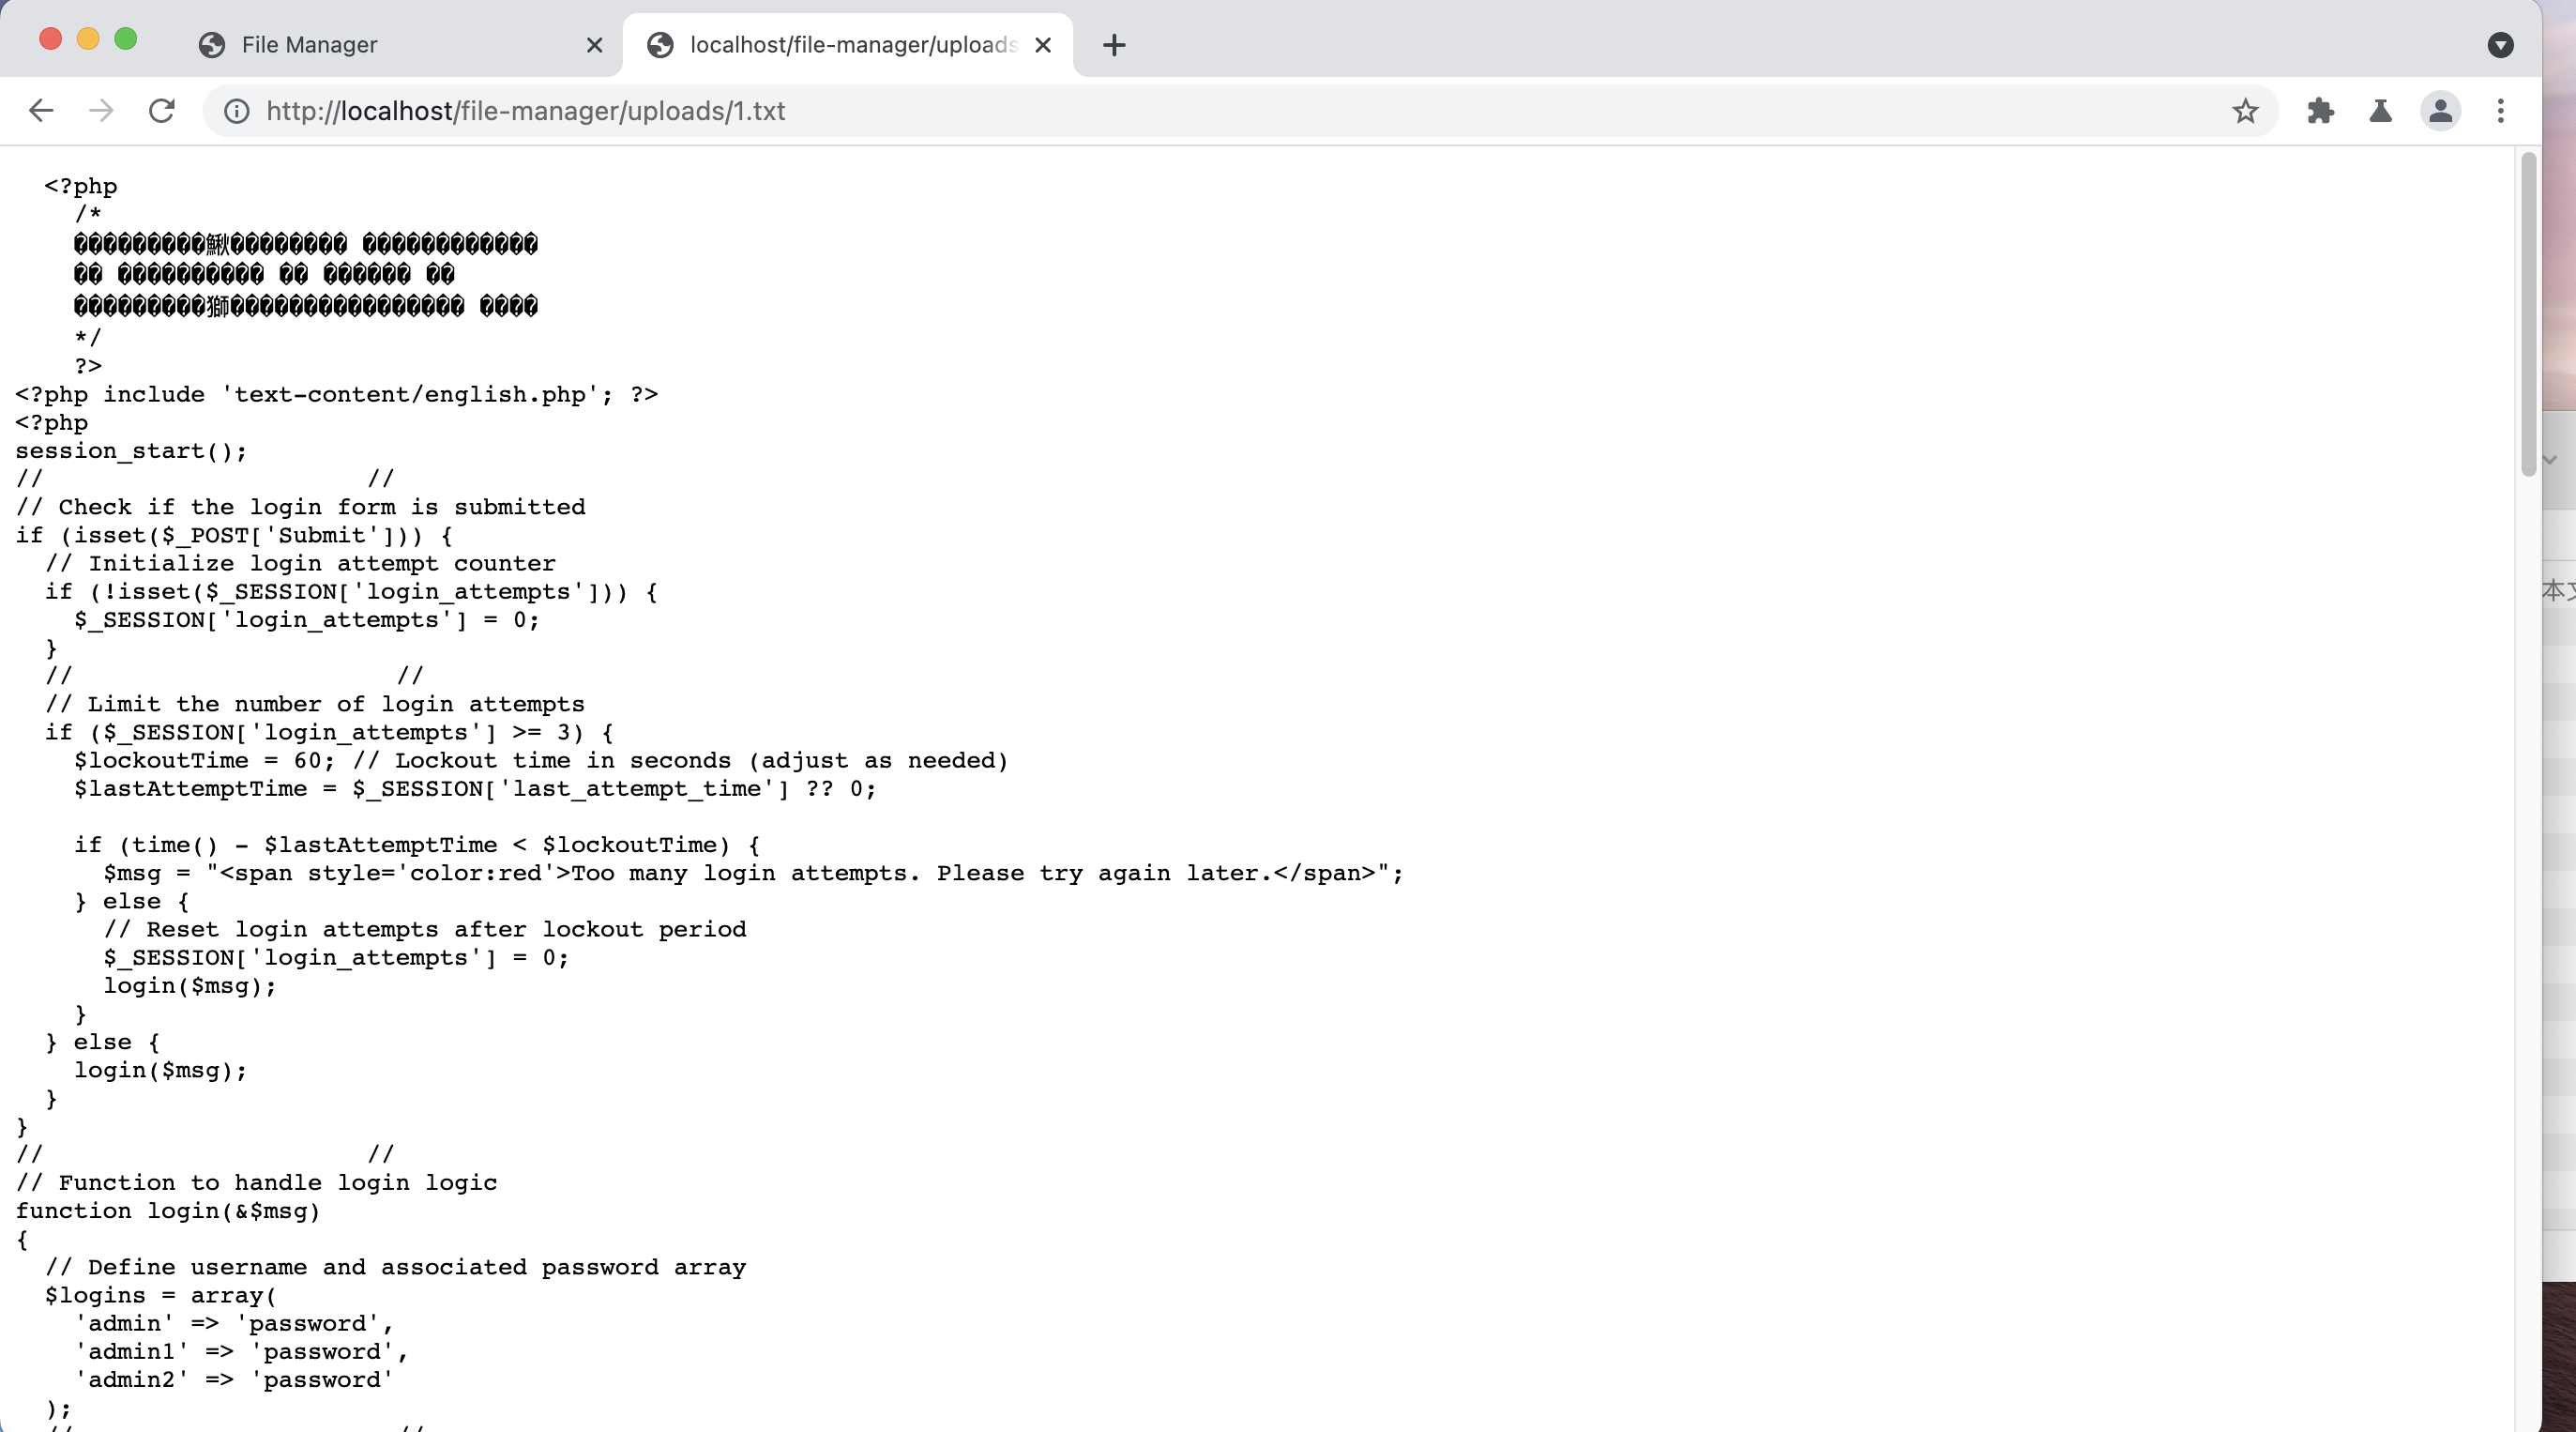 File Manager
localhost/file-manager/uploads
http://localhost/file-manager/uploads/1.txt
<?php
/*
���������鰍�������� ������������
�� ���������� �� ������ ��
���������獅���������������� ����
*/
?>
<?php include 'text-content/english.php'; ?>
<?php
session_start();
// //
// Check if the login form is submitted
if (isset($_POST['Submit'])) {
// Initialize login attempt counter
if (!isset($_SESSION['login_attempts'])) {
$_SESSION['login_attempts'] = 0;
}
// //
// Limit the number of login attempts
if ($_SESSION['login_attempts'] >= 3) {
$lockoutTime = 60; // Lockout time in seconds (adjust as needed)
$lastAttemptTime = $_SESSION['last_attempt_time'] ?? 0;
if (time() - $lastAttemptTime < $lockoutTime) {
$msg = "<span style='color:red'>Too many login attempts. Please try again later.</span>";
} else {
// Reset login attempts after lockout period
$_SESSION['login_attempts'] = 0;
login($msg);
}
} else {
login($msg);
}
}
// //
// Function to handle login logic
function login(&$msg)
{
// Define username and associated password array
$logins = array(
'admin' => 'password',
'admin1' => 'password',
'admin2' => 'password'
);
// //
本